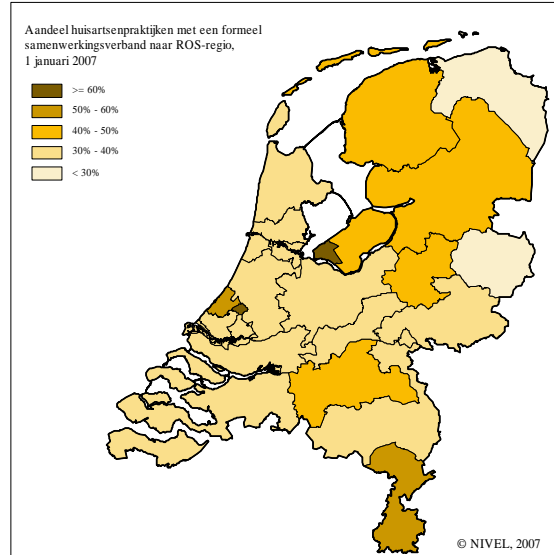 Aandeel huisartsenpraktijken met een formeel
samenwerkingsverband naar ROS-regio,
1 januari 2007
>= 60%
50% - 60%
40% - 50%
30% - 40%
< 30%
© NIVEL, 2007